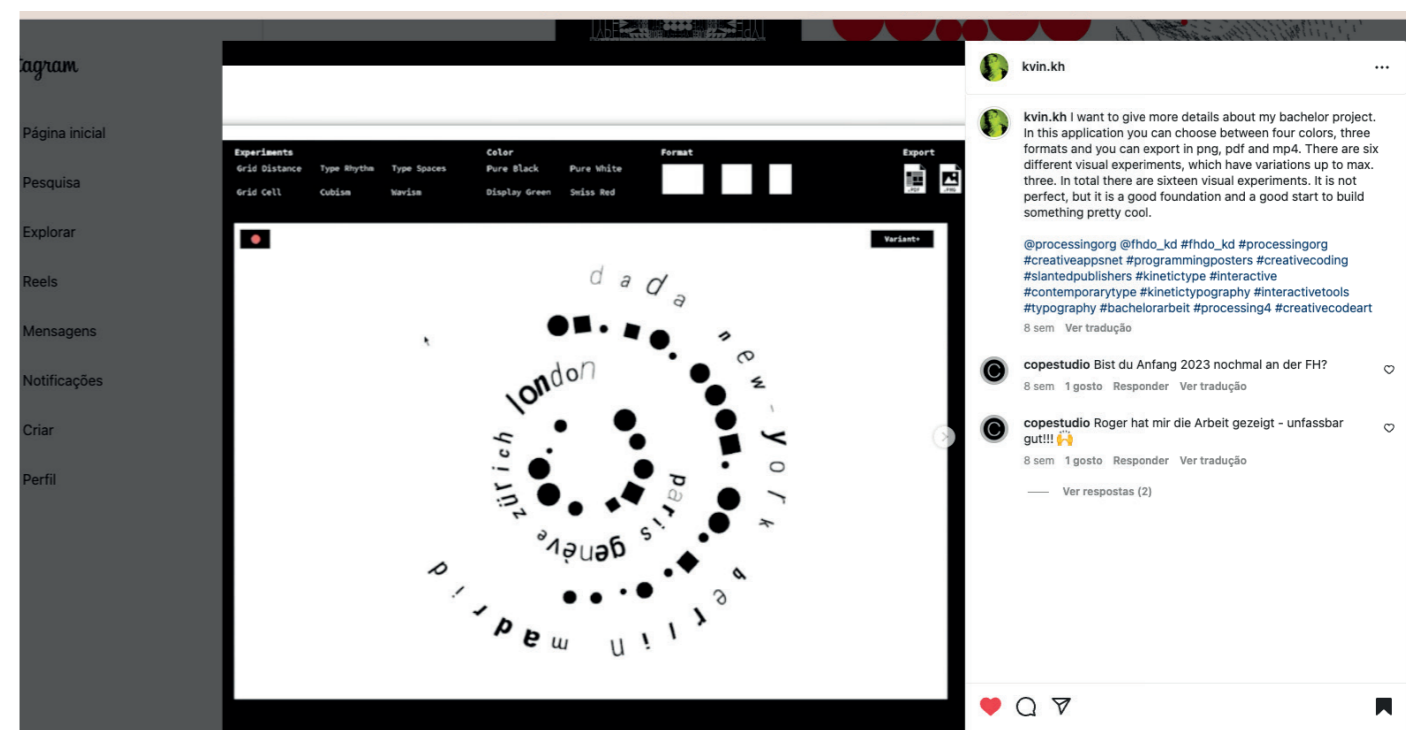 tagram
Página inicial
Pesquisa
Explorar
Reels
Mensagens
Notificações
Criar
Perfil
Experiments
Grid Distance Type Rhythm Type Spaces
Grid Cell Cubism Wavism
Color
Pure Black Pure White
Display Green Swiss Red
Format
Export
.PDF .PNG
Variant+
dada new-york berlin madrid
zürich london
paris genève
kvin.kh
kvin.kh I want to give more details about my bachelor project.
In this application you can choose between four colors, three
formats and you can export in png, pdf and mp4. There are six
different visual experiments, which have variations up to max.
three. In total there are sixteen visual experiments. It is not
perfect, but it is a good foundation and a good start to build
something pretty cool.
@processingorg @fhdo_kd #fhdo_kd #processingorg
#creativeappsnet #programmingposters #creativecoding
#slantedpublishers #kinetictype #interactive
#contemporarytype #kinetictypography #interactivetools
#typography #bachelorarbeit #processing4 #creativecodeart
8 sem Ver tradução
copestudio Bist du Anfang 2023 nochmal an der FH?
8 sem 1 gosto Responder Ver tradução
copestudio Roger hat mir die Arbeit gezeigt - unfassbar
gut!!! 🙌
8 sem 1 gosto Responder Ver tradução
Ver respostas (2)